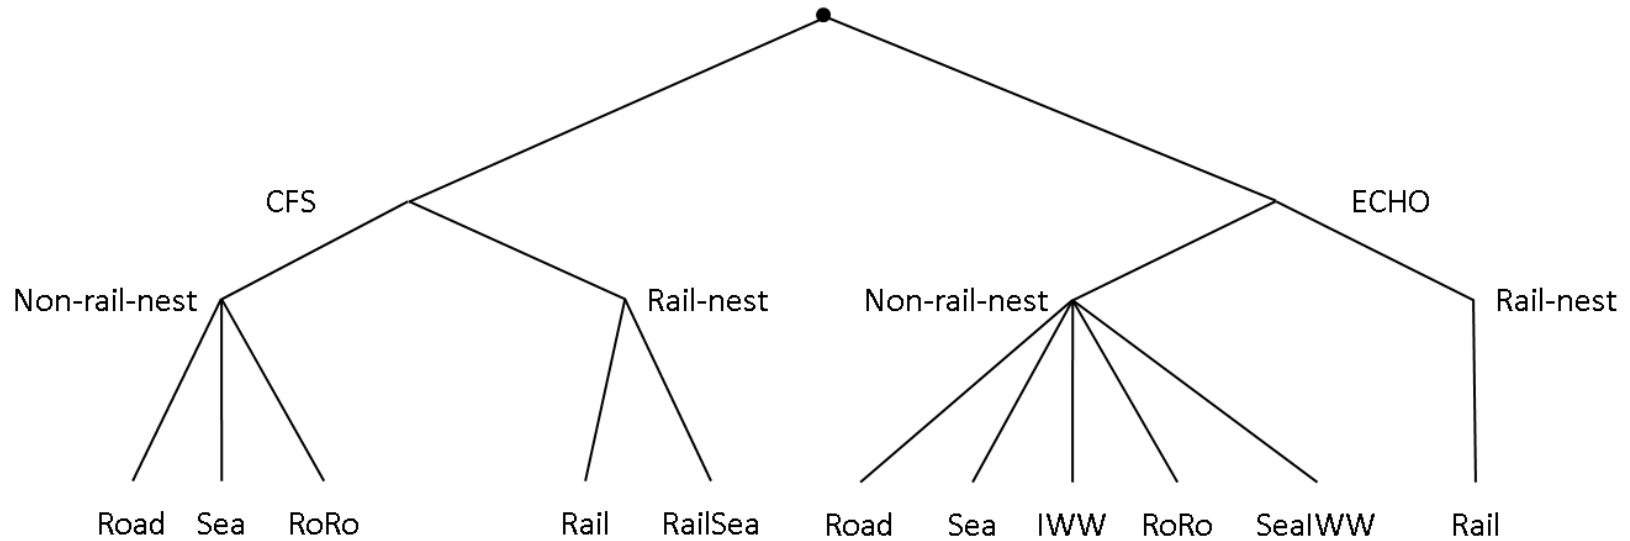 CFS
ECHO
Non-rail-nest
Rail-nest
Non-rail-nest
Rail-nest
Road
Sea
RoRo
Rail
RailSea
Road
Sea
IWW
RoRo
SeaIWW
Rail